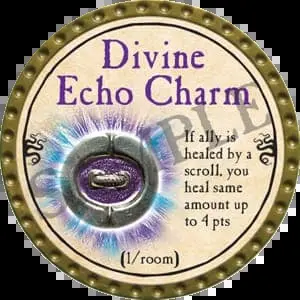 Divine
Echo Charm
If ally is
healed by a
scroll, you
heal same
amount up
to 4 pts
(1/room)
SAMPLE